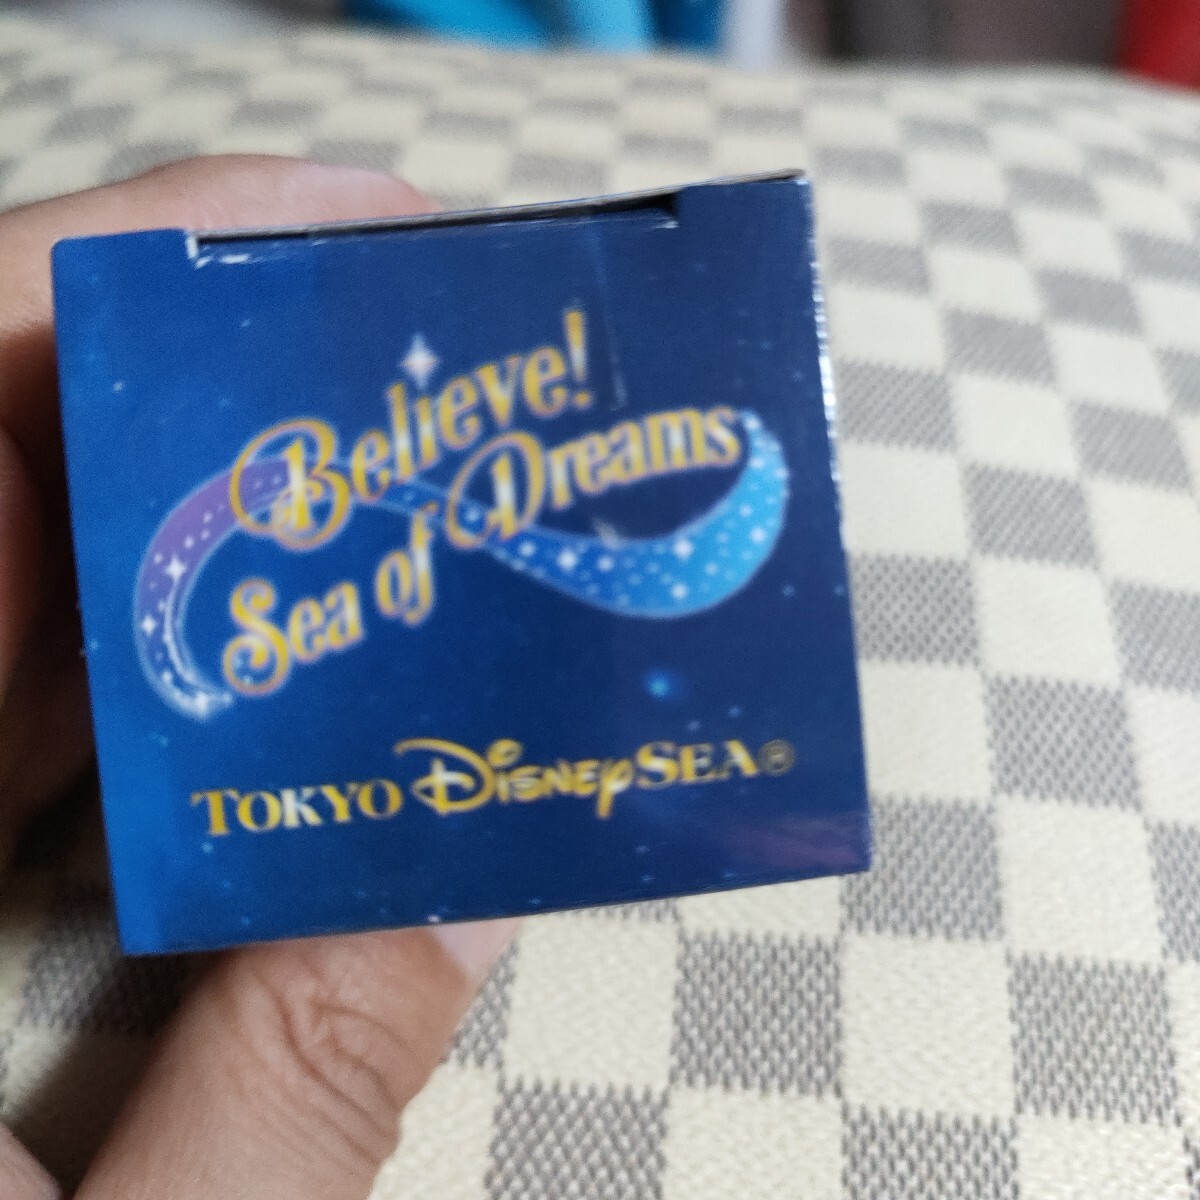 Believe!
Sea of Dreams
TOKYO DISNEYSEA®